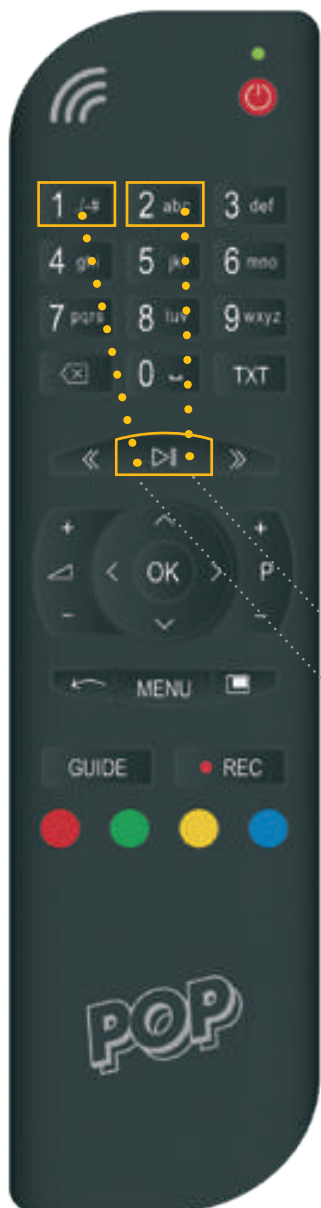 1 /-# 2 abc 3 def
4 ghi 5 jkl 6 mno
7 pqrs 8 tuv 9 wxyz
0 TXT
+ +
OK P
- -
MENU
GUIDE REC
POP